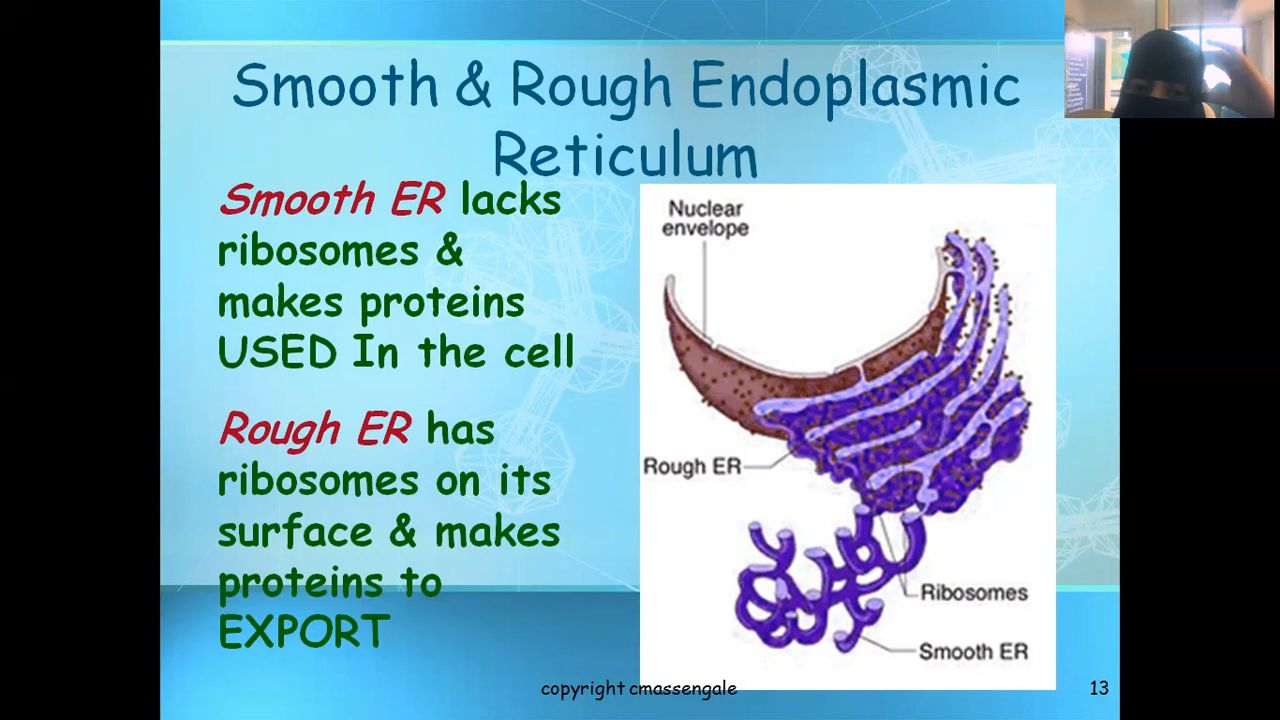 Smooth & Rough Endoplasmic
Reticulum
Smooth ER lacks
ribosomes &
makes proteins
USED In the cell
Rough ER has
ribosomes on its
surface & makes
proteins to
EXPORT
Nuclear
envelope
Rough ER
Ribosomes
Smooth ER
copyright cmassengale
13